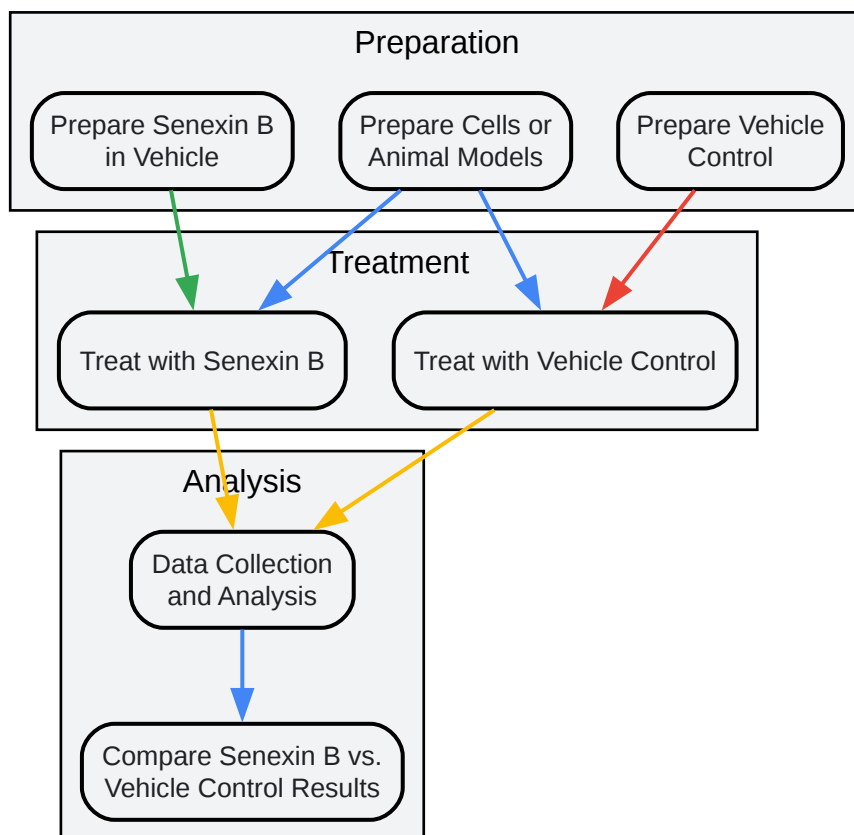 Preparation
Prepare Senexin B
in Vehicle
Prepare Cells or
Animal Models
Prepare Vehicle
Control
Treatment
Treat with Senexin B
Treat with Vehicle Control
Analysis
Data Collection
and Analysis
Compare Senexin B vs.
Vehicle Control Results